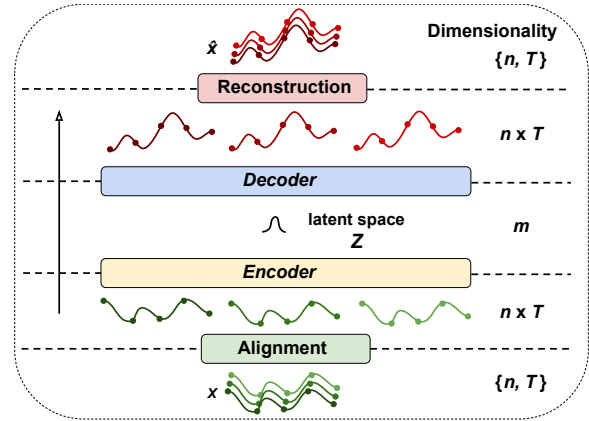 Dimensionality
x̂
{n, T}
Reconstruction
n x T
Decoder
latent space
Z
m
Encoder
n x T
Alignment
x
{n, T}